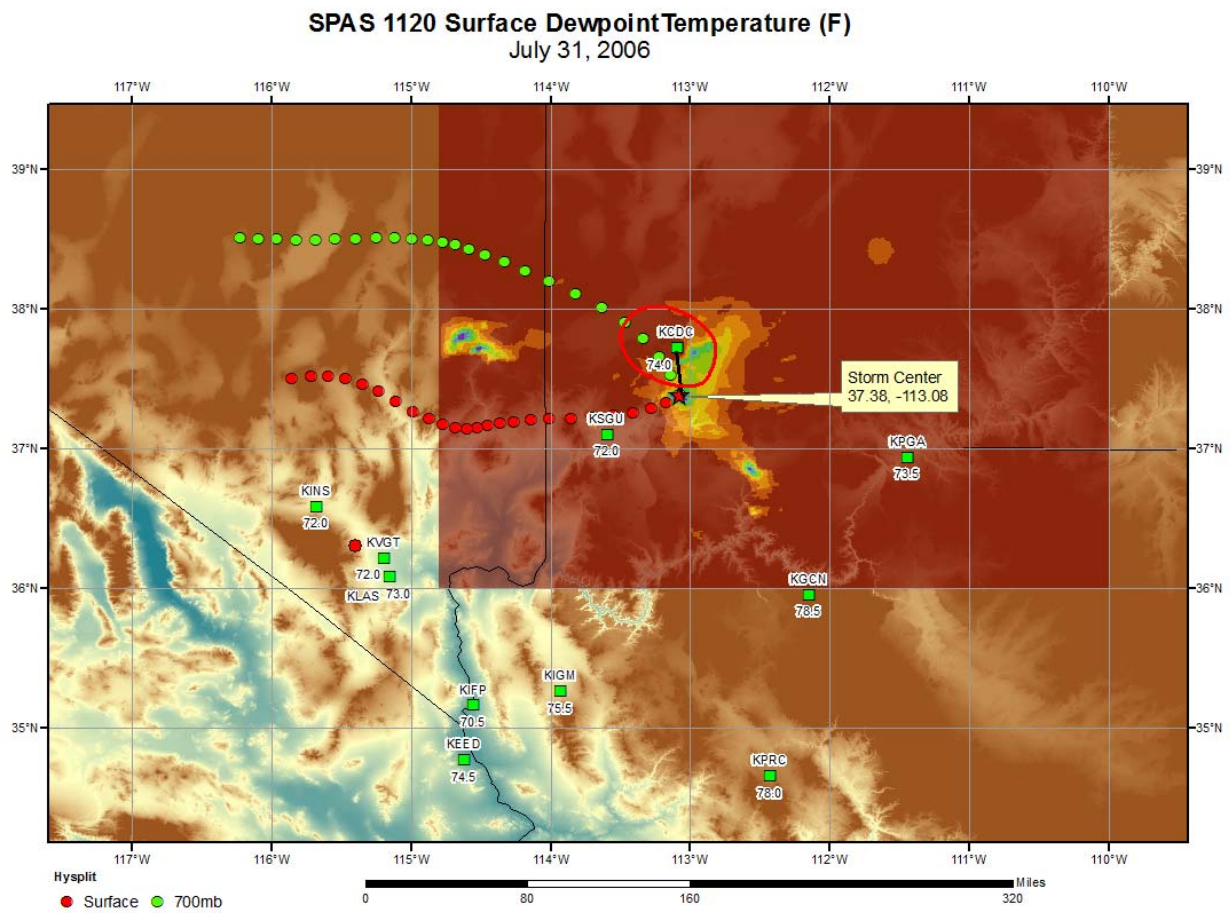 SPAS 1120 Surface Dewpoint Temperature (F)
July 31, 2006
117°W 116°W 115°W 114°W 113°W 112°W 111°W 110°W
39°N 39°N
38°N 38°N
KCDC
74.0
Storm Center
37.38, -113.08
KSGU
72.0
37°N 37°N
KPGA
73.5
KINS
72.0
KVGT
72.0
KLAS 73.0
36°N 36°N
KGCN
78.5
KIGM
75.5
KIFP
70.5
35°N 35°N
KEED
74.5
KPRC
78.0
117°W 116°W 115°W 114°W 113°W 112°W 111°W 110°W
Hysplit
Surface 700mb
Miles
0 80 160 320